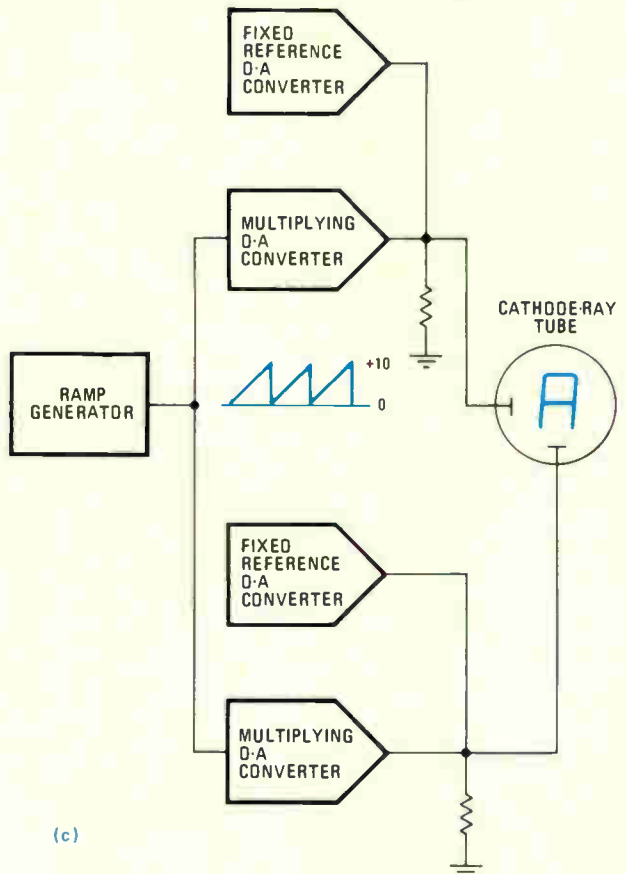 FIXED
REFERENCE
D·A
CONVERTER
MULTIPLYING
D·A
CONVERTER
CATHODE·RAY
TUBE
+10
0
RAMP
GENERATOR
A
FIXED
REFERENCE
D·A
CONVERTER
MULTIPLYING
D·A
CONVERTER
(c)